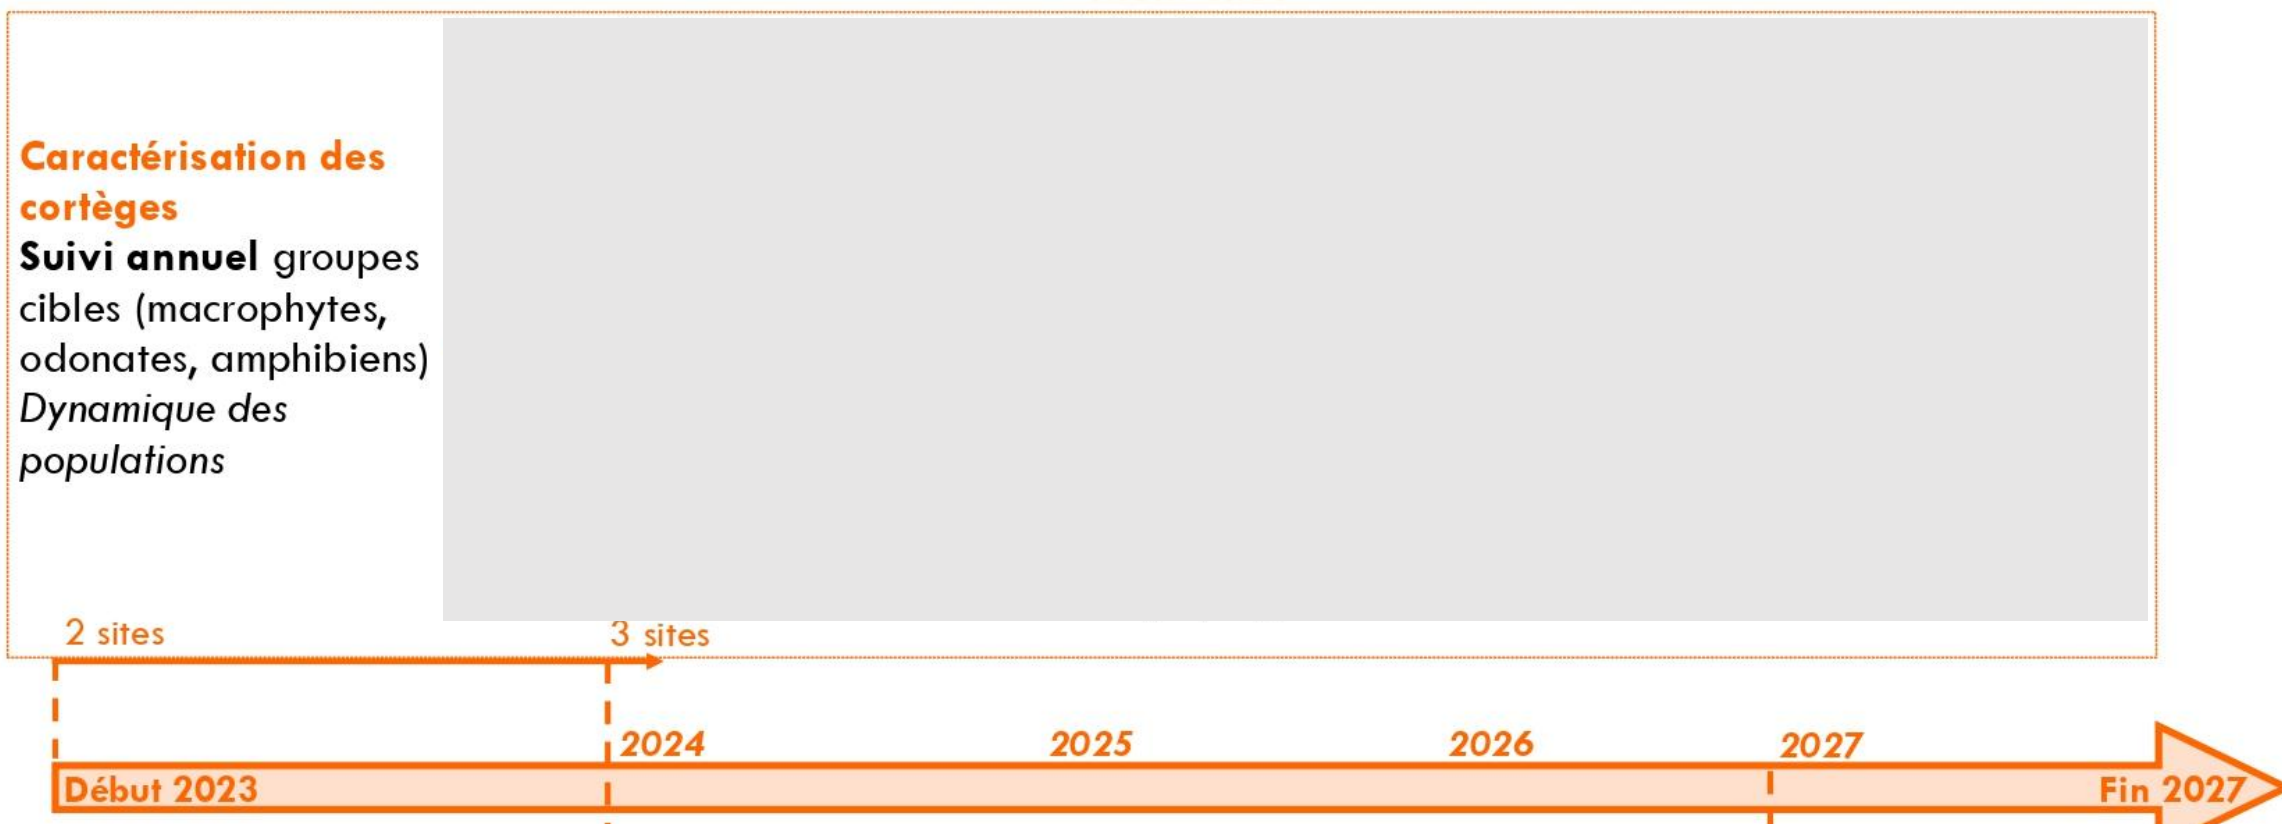 Caractérisation des
cortèges
Suivi annuel groupes
cibles (macrophytes,
odonates, amphibiens)
Dynamique des
populations
2 sites
3 sites
2024
2025
2026
2027
Début 2023
Fin 2027